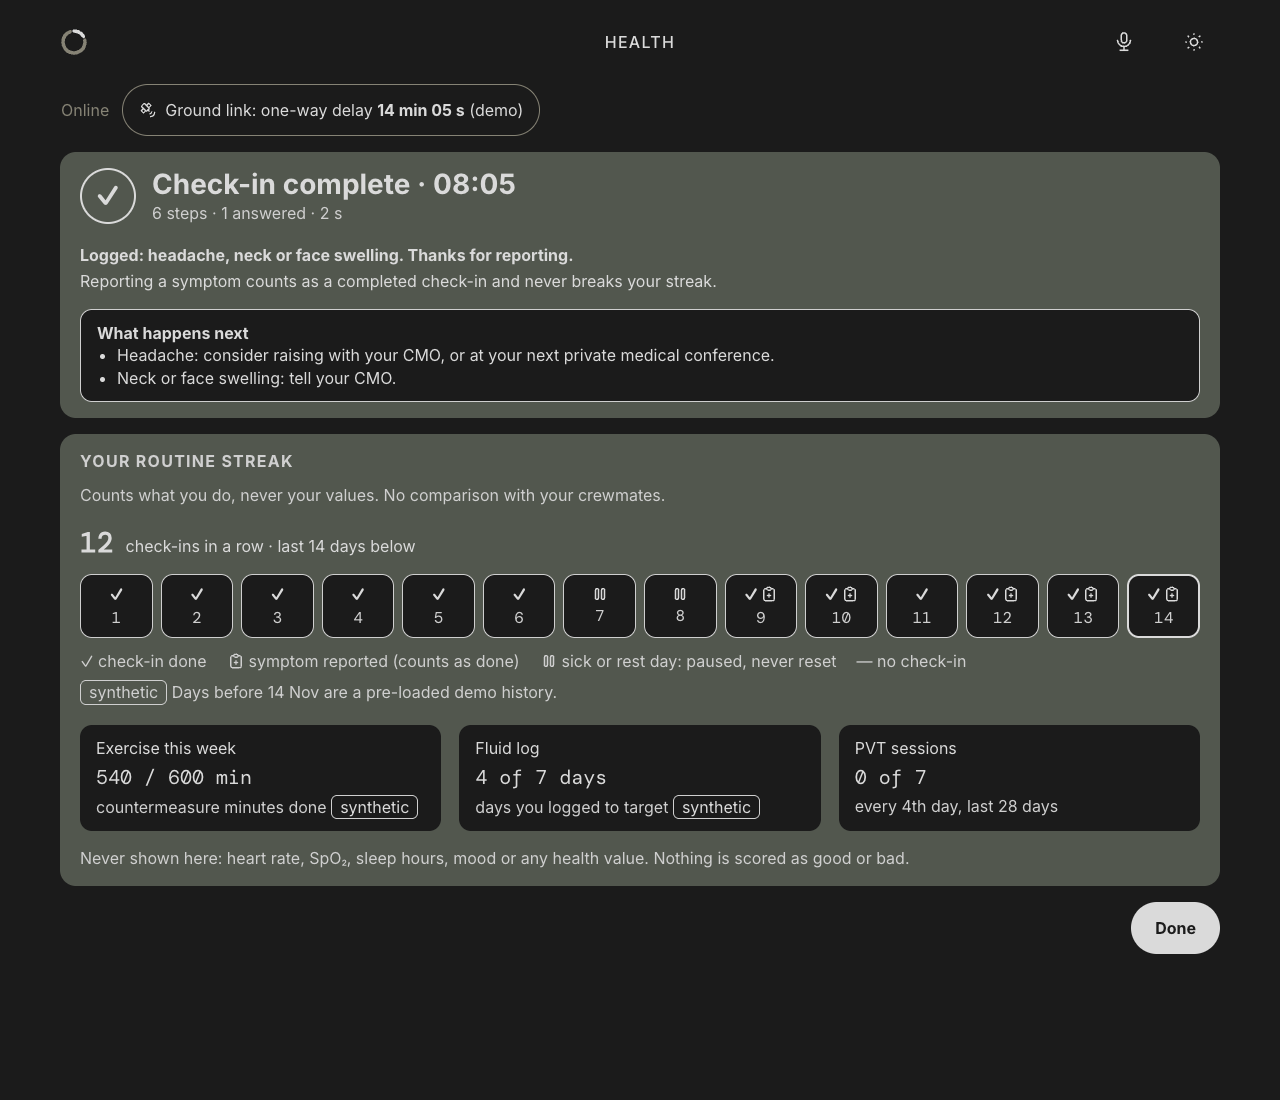 HEALTH
Online
Ground link: one-way delay 14 min 05 s (demo)
Check-in complete · 08:05
6 steps · 1 answered · 2 s
Logged: headache, neck or face swelling. Thanks for reporting.
Reporting a symptom counts as a completed check-in and never breaks your streak.
What happens next
• Headache: consider raising with your CMO, or at your next private medical conference.
• Neck or face swelling: tell your CMO.
YOUR ROUTINE STREAK
Counts what you do, never your values. No comparison with your crewmates.
12 check-ins in a row · last 14 days below
1 2 3 4 5 6 7 8 9 10 11 12 13 14
check-in done symptom reported (counts as done) sick or rest day: paused, never reset — no check-in
synthetic Days before 14 Nov are a pre-loaded demo history.
Exercise this week
540 / 600 min
countermeasure minutes done synthetic
Fluid log
4 of 7 days
days you logged to target synthetic
PVT sessions
0 of 7
every 4th day, last 28 days
Never shown here: heart rate, SpO₂, sleep hours, mood or any health value. Nothing is scored as good or bad.
Done